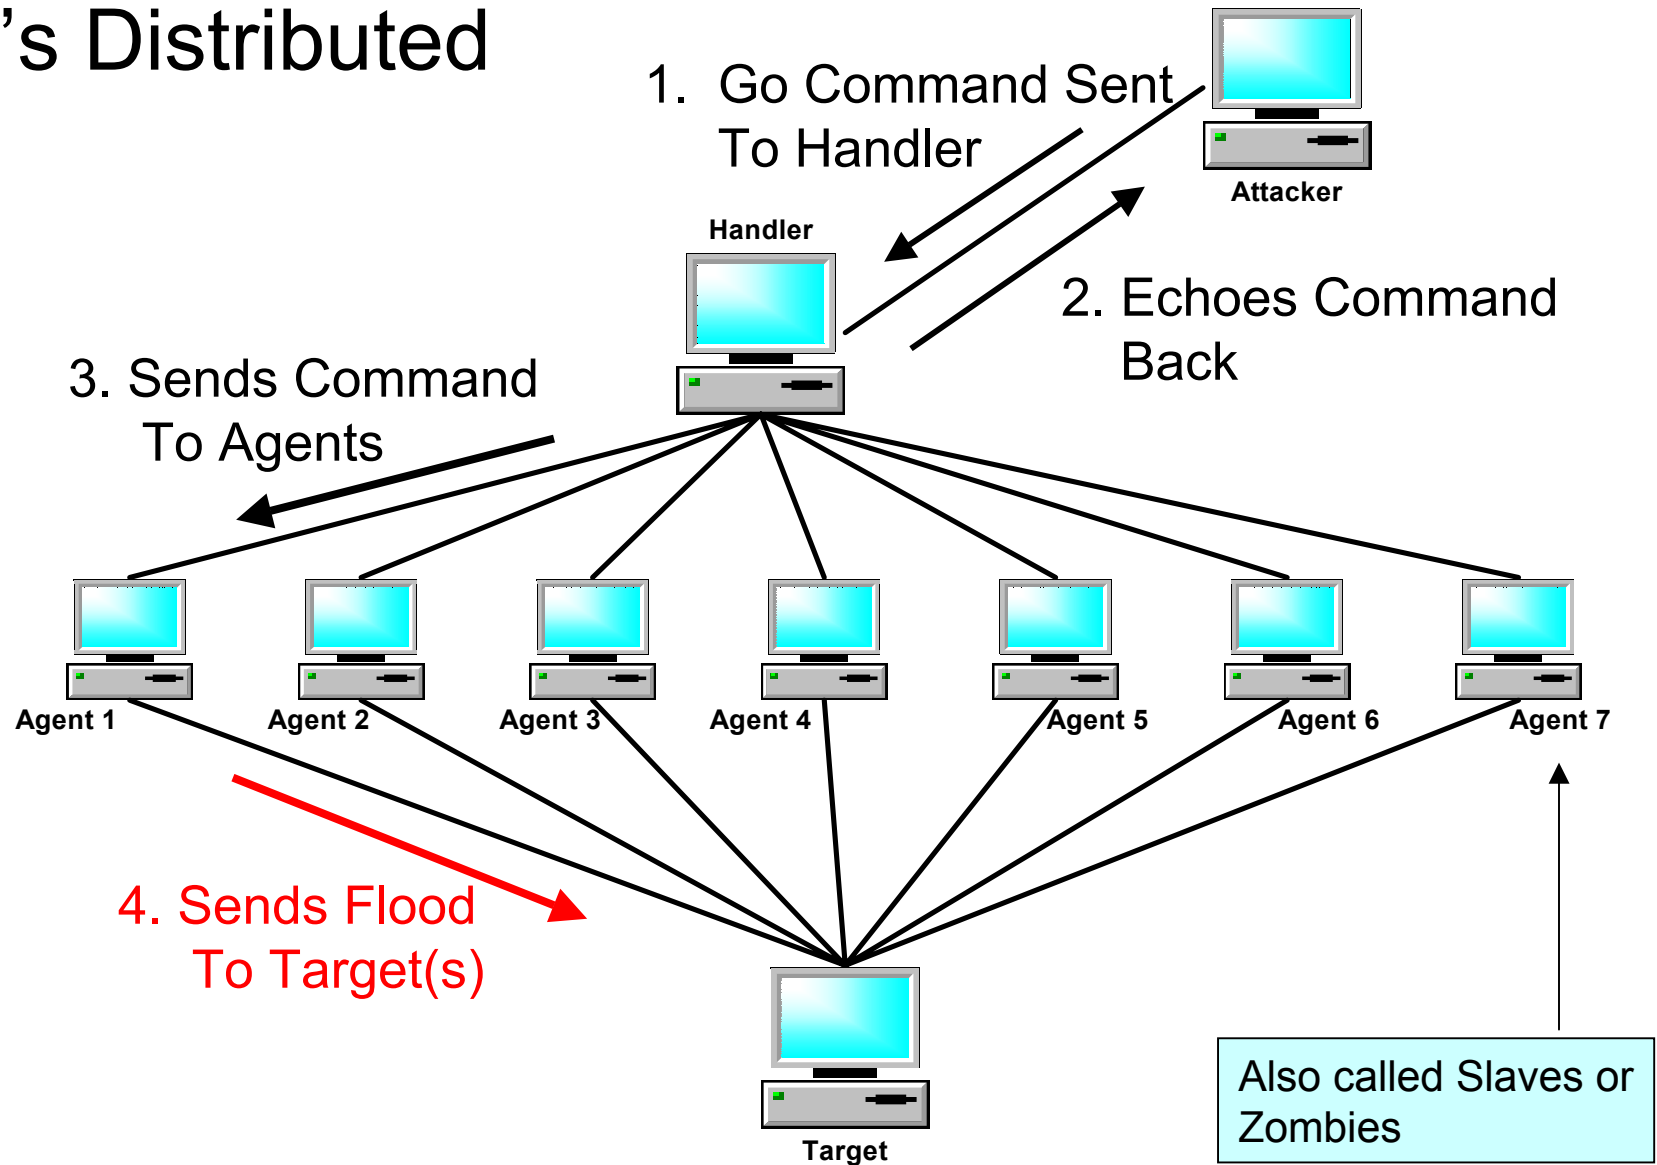 ’s Distributed
1. Go Command Sent
To Handler
Attacker
Handler
2. Echoes Command
Back
3. Sends Command
To Agents
Agent 1
Agent 2
Agent 3
Agent 4
Agent 5
Agent 6
Agent 7
4. Sends Flood
To Target(s)
Also called Slaves or
Zombies
Target